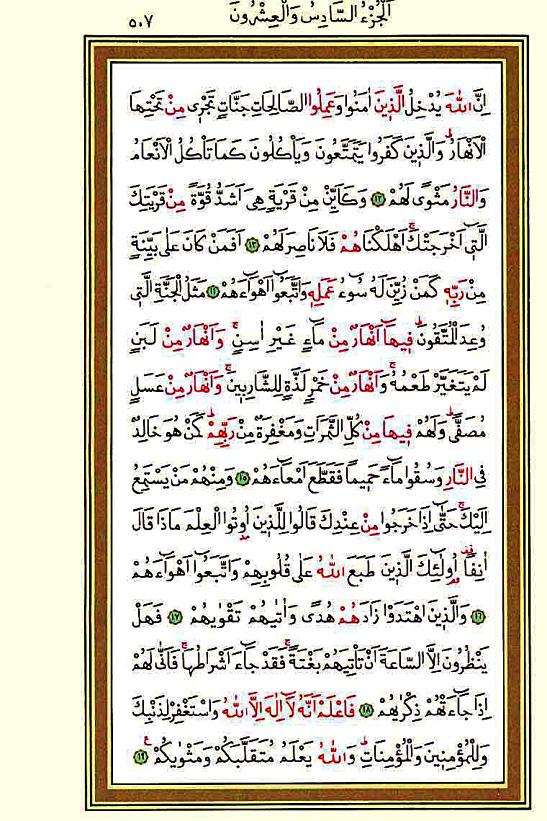 اَلْجُزْءُ السَّادِسُ وَالْعِشْرُونَ
٥٠٧
اِنَّ اللّٰهَ يُدْخِلُ الَّذٖينَ اٰمَنُوا وَعَمِلُوا الصَّالِحَاتِ جَنَّاتٍ تَجْرٖى مِنْ تَحْتِهَا
الْاَنْهَارُؕ وَالَّذٖينَ كَفَرُوا يَتَمَتَّعُونَ وَيَاْكُلُونَ كَمَا تَاْكُلُ الْاَنْعَامُ
وَالنَّارُ مَثْوًى لَهُمْ ﴿١٢﴾ وَكَاَيِّنْ مِنْ قَرْيَةٍ هِىَ اَشَدُّ قُوَّةً مِنْ قَرْيَتِكَ
الَّتٖٓى اَخْرَجَتْكَۚ اَهْلَكْنَاهُمْ فَلَا نَاصِرَ لَهُمْ ﴿١٣﴾ اَفَمَنْ كَانَ عَلٰى بَيِّنَةٍ
مِنْ رَبِّهٖ كَمَنْ زُيِّنَ لَهُ سُوءُ عَمَلِهٖ وَاتَّبَعُٓوا اَهْوَٓاءَهُمْ ﴿١٤﴾ مَثَلُ الْجَنَّةِ الَّتٖى
وُعِدَ الْمُتَّقُونَؕ فٖيهَٓا اَنْهَارٌ مِنْ مَٓاءٍ غَيْرِ اٰسِنٍۚ وَاَنْهَارٌ مِنْ لَبَنٍ
لَمْ يَتَغَيَّرْ طَعْمُهُۚ وَاَنْهَارٌ مِنْ خَمْرٍ لَذَّةٍ لِلشَّارِبٖينَۚ وَاَنْهَارٌ مِنْ عَسَلٍ
مُصَفًّىؕ وَلَهُمْ فٖيهَا مِنْ كُلِّ الثَّمَرَاتِ وَمَغْفِرَةٌ مِنْ رَبِّهِمْؕ كَمَنْ هُوَ خَالِدٌ
فِى النَّارِ وَسُقُوا مَٓاءً حَمٖيمًا فَقَطَّعَ اَمْعَٓاءَهُمْ ﴿١٥﴾ وَمِنْهُمْ مَنْ يَسْتَمِعُ
اِلَيْكَۚ حَتّٰٓى اِذَا خَرَجُوا مِنْ عِنْدِكَ قَالُوا لِلَّذٖينَ اُو۫تُوا الْعِلْمَ مَاذَا قَالَ
اٰنِفًا۠ اُو۬لٰٓئِكَ الَّذٖينَ طَبَعَ اللّٰهُ عَلٰى قُلُوبِهِمْ وَاتَّبَعُٓوا اَهْوَٓاءَهُمْ
﴿١٦﴾ وَالَّذٖينَ اهْتَدَوْا زَادَهُمْ هُدًى وَاٰتٰيهُمْ تَقْوٰيهُمْ ﴿١٧﴾ فَهَلْ
يَنْظُرُونَ اِلَّا السَّاعَةَ اَنْ تَاْتِيَهُمْ بَغْتَةًۚ فَقَدْ جَٓاءَ اَشْرَاطُهَاۚ فَاَنّٰى لَهُمْ
اِذَا جَٓاءَتْهُمْ ذِكْرٰيهُمْ ﴿١٨﴾ فَاعْلَمْ اَنَّهُ لَٓا اِلٰهَ اِلَّا اللّٰهُ وَاسْتَغْفِرْ لِذَنْبِكَ
وَلِلْمُؤْمِنٖينَ وَالْمُؤْمِنَاتِؕ وَاللّٰهُ يَعْلَمُ مُتَقَلَّبَكُمْ وَمَثْوٰيكُمْ ﴿١٩﴾